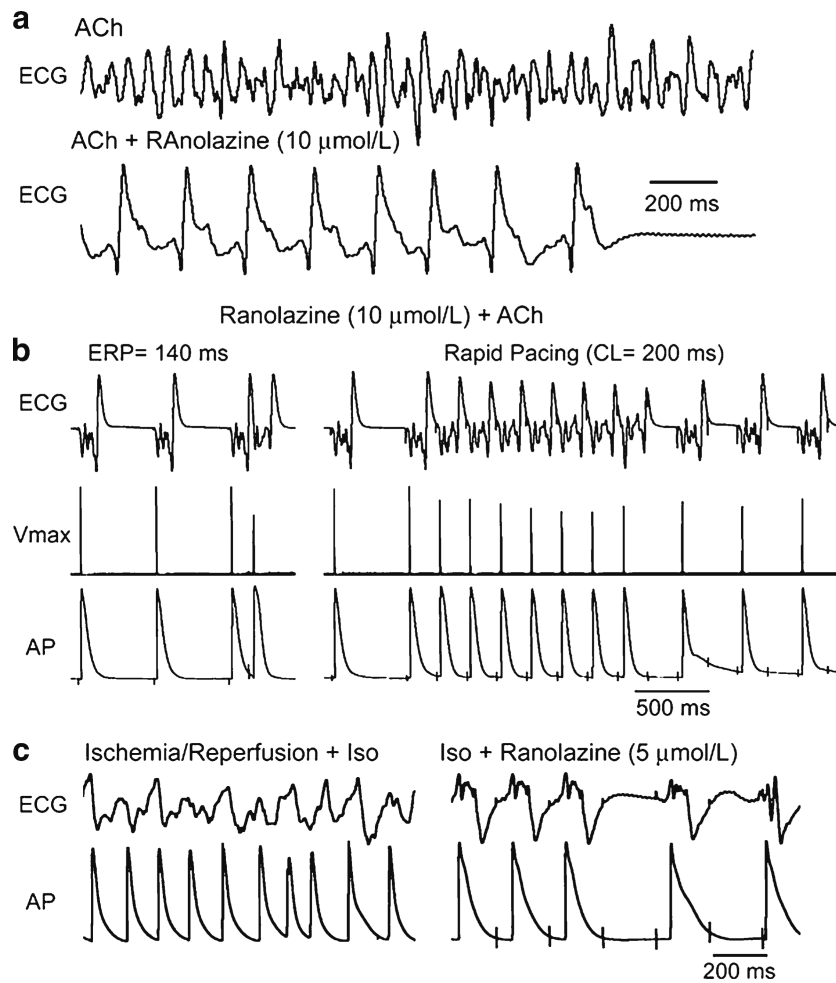 a
ACh
ECG
ACh + RAnolazine (10 μmol/L)
ECG
200 ms
Ranolazine (10 μmol/L) + ACh
b
ERP= 140 ms
Rapid Pacing (CL= 200 ms)
ECG
Vmax
AP
500 ms
c
Ischemia/Reperfusion + Iso
Iso + Ranolazine (5 μmol/L)
ECG
AP
200 ms